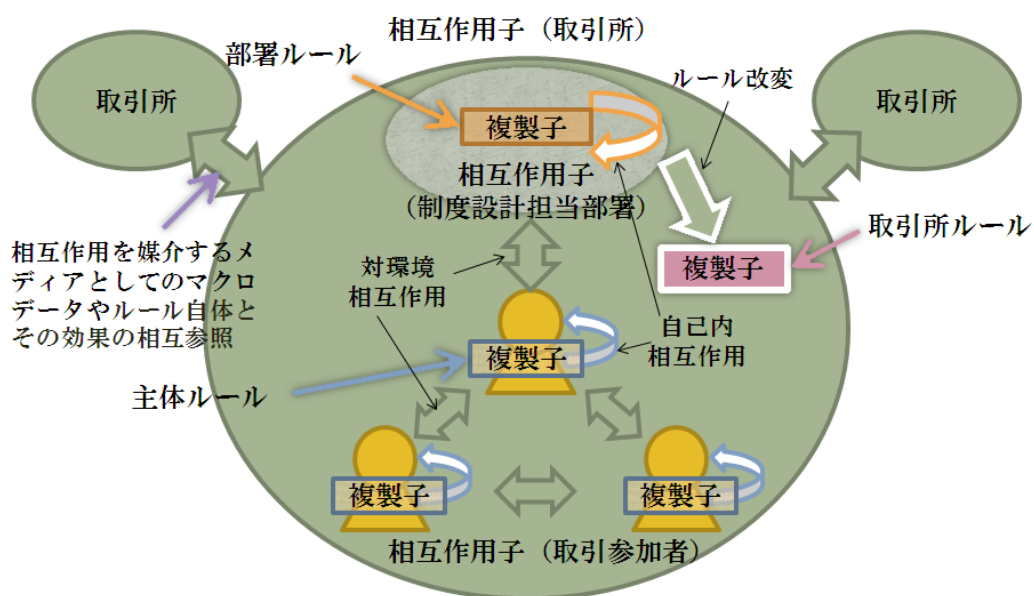 相互作用子（取引所）
部署ルール
ルール改変
取引所
取引所
複製子
相互作用子
（制度設計担当部署）
取引所ルール
複製子
相互作用を媒介するメ
ディアとしてのマクロ
データやルール自体と
その効果の相互参照
対環境
相互作用
自己内
相互作用
複製子
主体ルール
複製子
複製子
相互作用子（取引参加者）